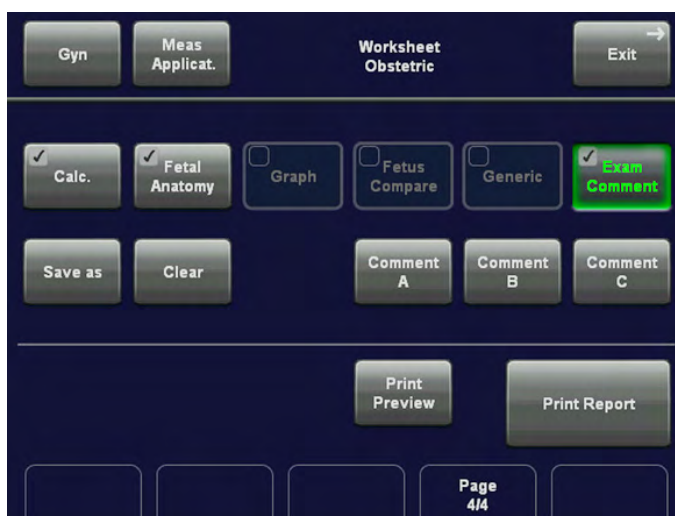 Gyn
Meas
Applicat.
Worksheet
Obstetric
Exit
Calc.
Fetal
Anatomy
Graph
Fetus
Compare
Generic
Exam
Comment
Save as
Clear
Comment
A
Comment
B
Comment
C
Print
Preview
Print Report
Page
4/4